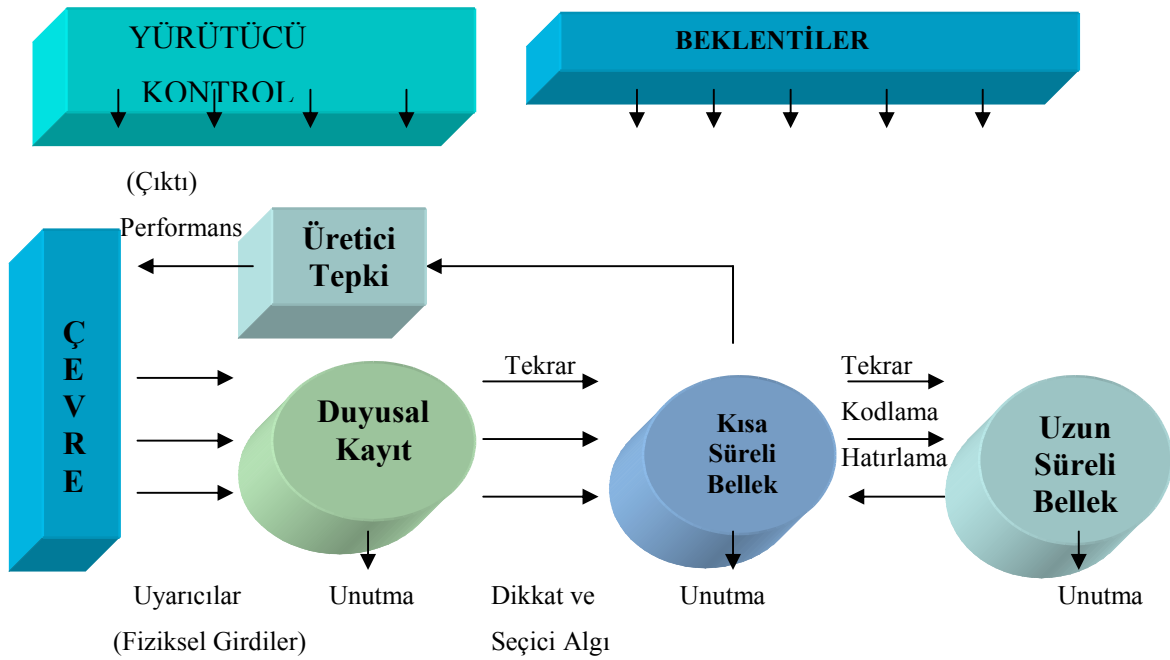 YÜRÜTÜCÜ
KONTROL
BEKLENTİLER
(Çıktı)
Performans
Üretici
Tepki
Ç
E
V
R
E
Tekrar
Tekrar
Duyusal
Kayıt
Kısa
Süreli
Bellek
Kodlama
Hatırlama
Uzun
Süreli
Bellek
Uyarıcılar
(Fiziksel Girdiler)
Unutma
Dikkat ve
Seçici Algı
Unutma
Unutma